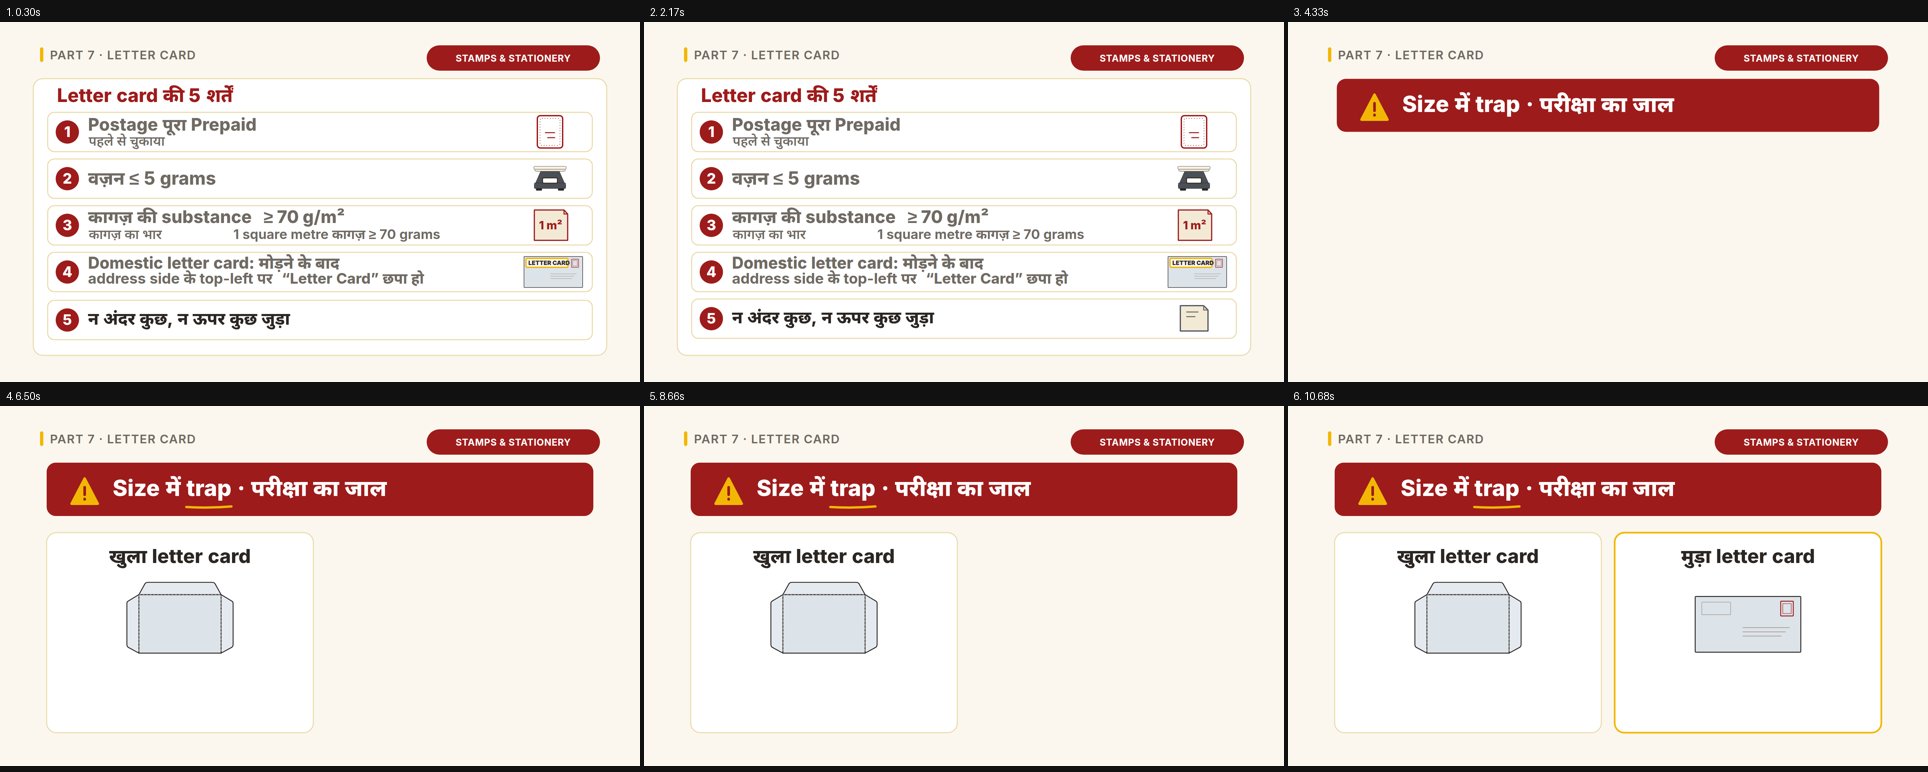 1. 0.30s
PART 7 · LETTER CARD
STAMPS & STATIONERY
Letter card की 5 शर्तें
1 Postage पूरा Prepaid
पहले से चुकाया
2 वज़न ≤ 5 grams
3 कागज़ की substance ≥ 70 g/m²
कागज़ का भार 1 square metre कागज़ ≥ 70 grams
1 m²
4 Domestic letter card: मोड़ने के बाद
address side के top-left पर “Letter Card” छपा हो
LETTER CARD
5 न अंदर कुछ, न ऊपर कुछ जुड़ा
2. 2.17s
PART 7 · LETTER CARD
STAMPS & STATIONERY
Letter card की 5 शर्तें
1 Postage पूरा Prepaid
पहले से चुकाया
2 वज़न ≤ 5 grams
3 कागज़ की substance ≥ 70 g/m²
कागज़ का भार 1 square metre कागज़ ≥ 70 grams
1 m²
4 Domestic letter card: मोड़ने के बाद
address side के top-left पर “Letter Card” छपा हो
LETTER CARD
5 न अंदर कुछ, न ऊपर कुछ जुड़ा
3. 4.33s
PART 7 · LETTER CARD
STAMPS & STATIONERY
Size में trap · परीक्षा का जाल
4. 6.50s
PART 7 · LETTER CARD
STAMPS & STATIONERY
Size में trap · परीक्षा का जाल
खुला letter card
5. 8.66s
PART 7 · LETTER CARD
STAMPS & STATIONERY
Size में trap · परीक्षा का जाल
खुला letter card
6. 10.68s
PART 7 · LETTER CARD
STAMPS & STATIONERY
Size में trap · परीक्षा का जाल
खुला letter card
मुड़ा letter card